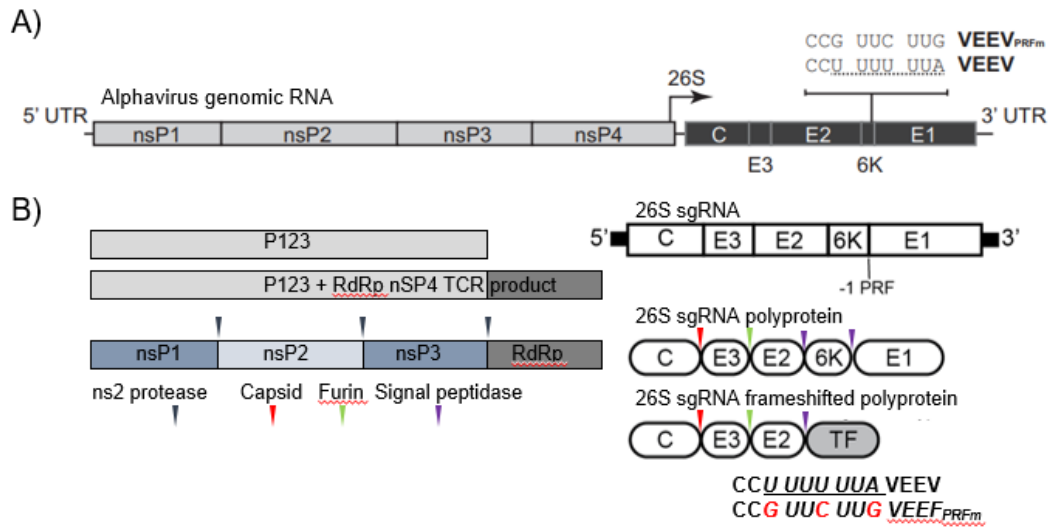 A)
CCG UUC UUG VEEVPRFm
CCU UUU UUA VEEV
26S
Alphavirus genomic RNA
5’ UTR
3’ UTR
nsP1 nsP2 nsP3 nsP4 C E2 E1
E3 6K
B)
P123
P123 + RdRp nSP4 TCR product
nsP1 nsP2 nsP3 RdRp
ns2 protease Capsid Furin Signal peptidase
26S sgRNA
5’ C E3 E2 6K E1 3’
-1 PRF
26S sgRNA polyprotein
C E3 E2 6K E1
26S sgRNA frameshifted polyprotein
C E3 E2 TF
CCU UUU UUA VEEV
CCG UUC UUG VEEFPRFm